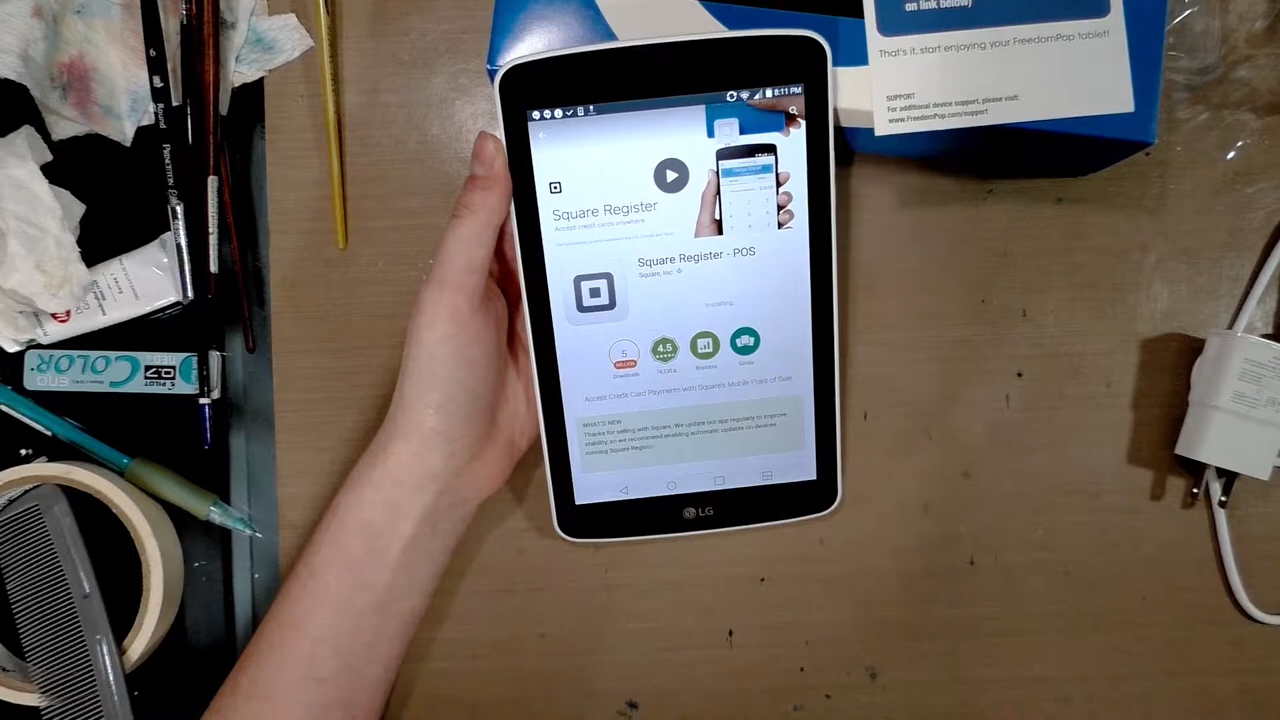 on link below)
That's it, start enjoying your FreedomPop tablet!
SUPPORT
For additional device support, please visit:
www.FreedomPop.com/support
8:11 PM
Square Register
Accept credit cards anywhere.
Square Register - POS
Square, Inc.
Installing...
5
MILLION
4.5
Downloads
Business
Similar
Accept Credit Card Payments with Square's Mobile Point of Sale.
WHAT'S NEW
Thanks for selling with Square. We update our app regularly to improve
stability, so we recommend enabling automatic updates on devices
running Square Register.
LG
6
Round
PRINCETON
COLOR
ENO
PILOT
0.7